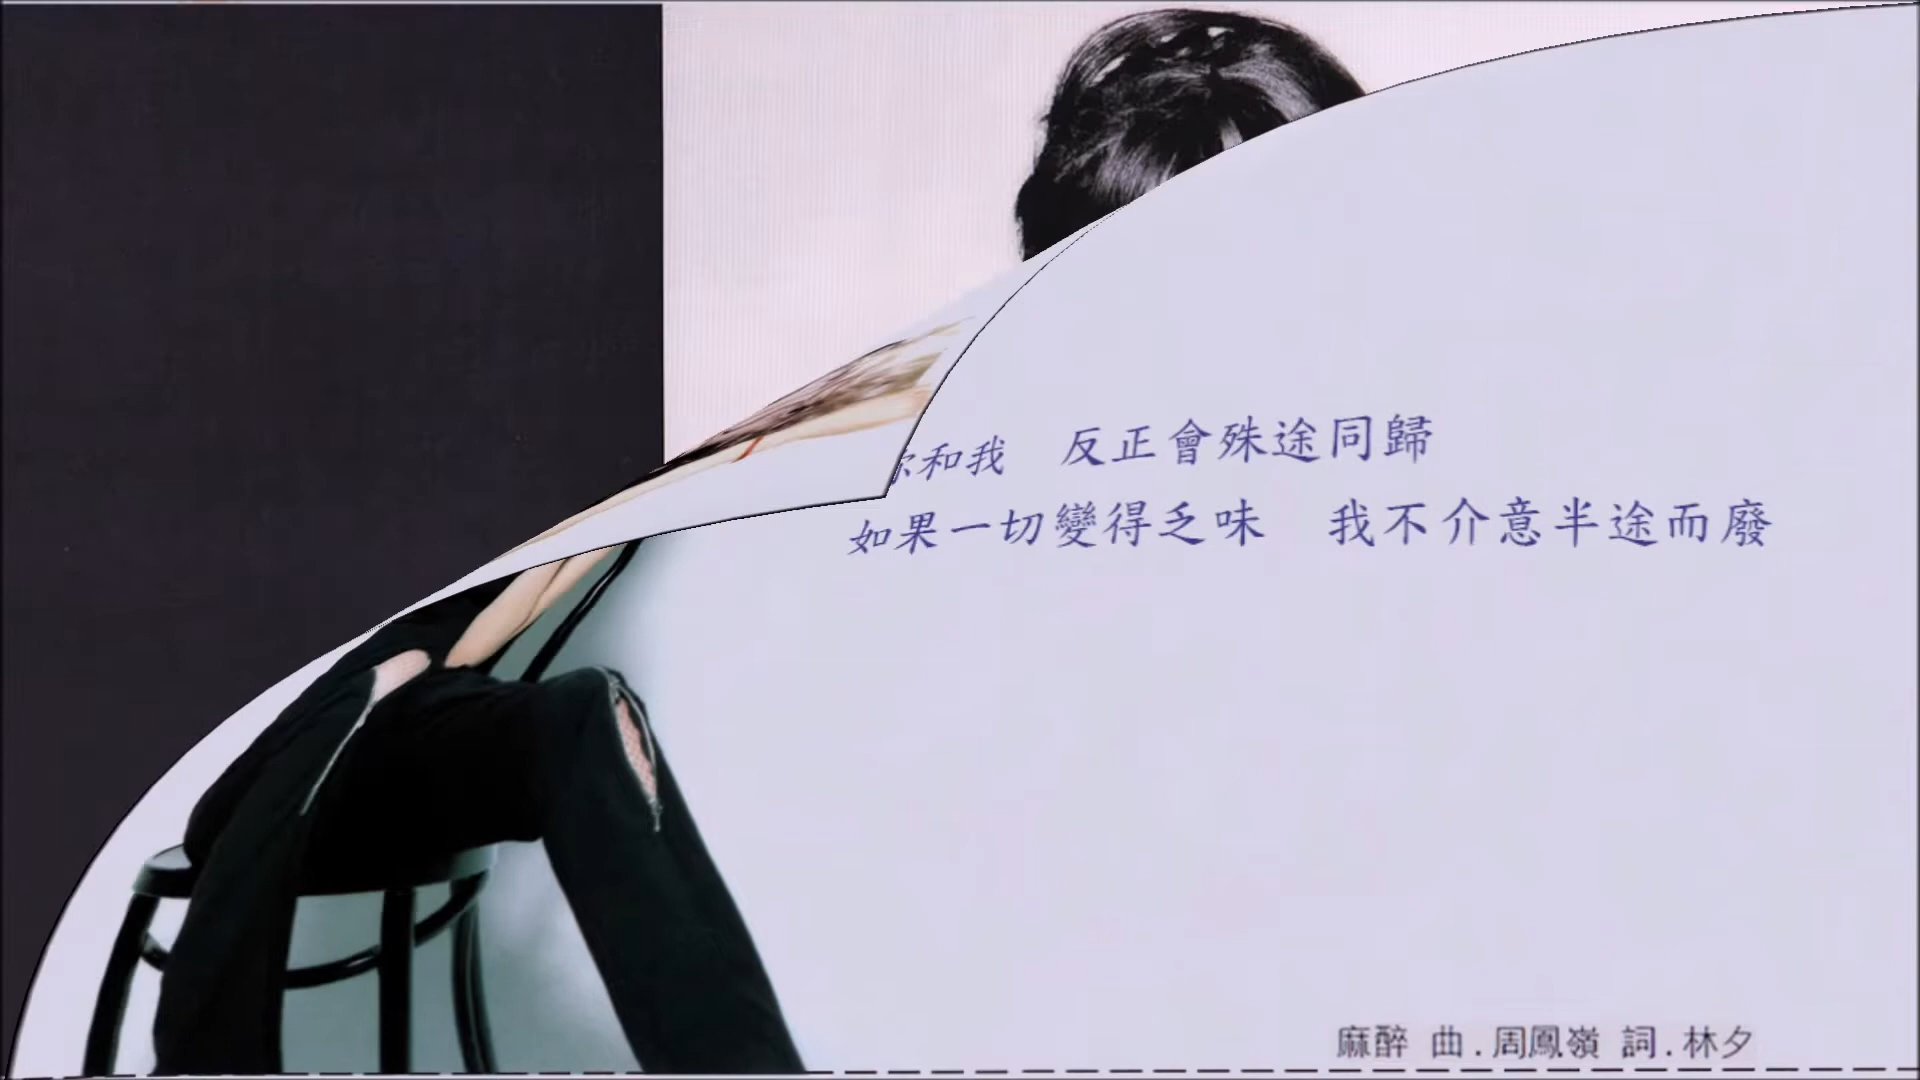 和我　反正會殊途同歸
如果一切變得乏味　我不介意半途而廢
麻醉 曲.周鳳嶺 詞.林夕